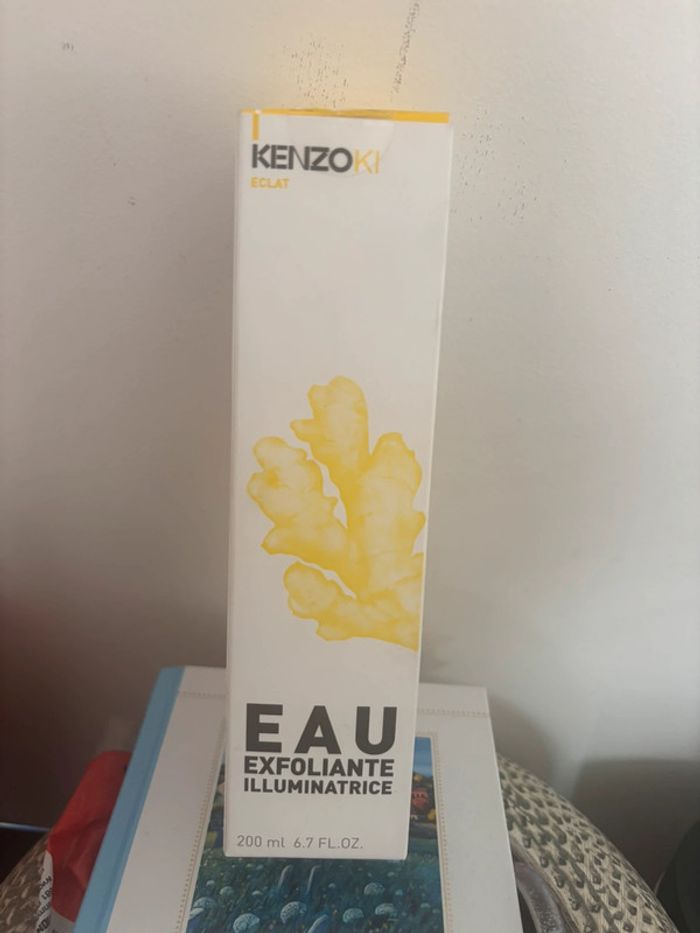 KENZOKI
ECLAT
EAU
EXFOLIANTE
ILLUMINATRICE
200 ml 6.7 FL.OZ.